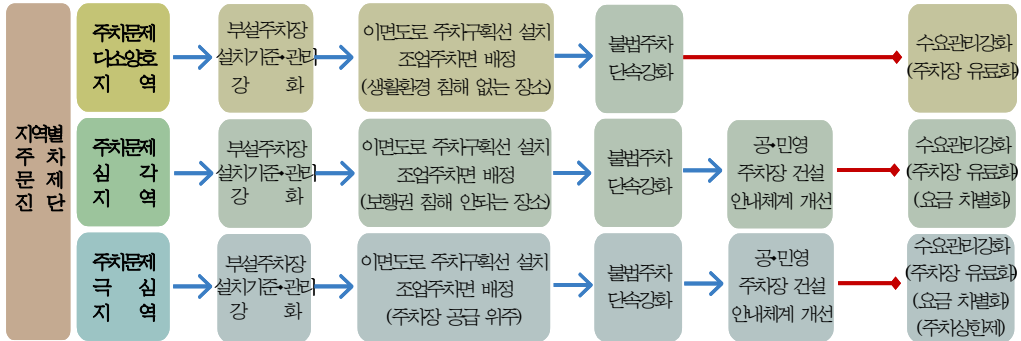 지역별
주 차
문 제
진 단
주차문제
다소양호
지 역
부설주차장
설치기준•관리
강 화
이면도로 주차구획선 설치
조업주차면 배정
(생활환경 침해 없는 장소)
불법주차
단속강화
수요관리강화
(주차장 유료화)
주차문제
심 각
지 역
부설주차장
설치기준•관리
강 화
이면도로 주차구획선 설치
조업주차면 배정
(보행권 침해 안되는 장소)
불법주차
단속강화
공•민영
주차장 건설
안내체계 개선
수요관리강화
(주차장 유료화)
(요금 차별화)
주차문제
극 심
지 역
부설주차장
설치기준•관리
강 화
이면도로 주차구획선 설치
조업주차면 배정
(주차장 공급 위주)
불법주차
단속강화
공•민영
주차장 건설
안내체계 개선
수요관리강화
(주차장 유료화)
(요금 차별화)
(주차상한제)